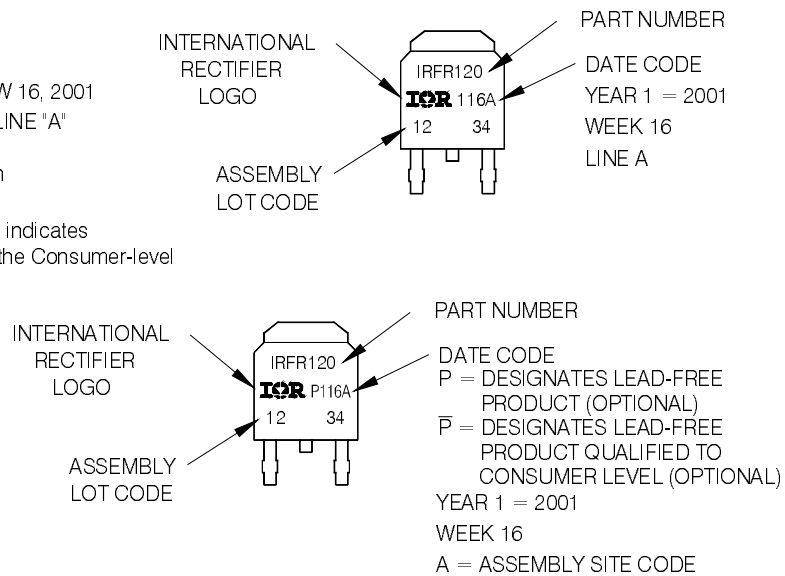 INTERNATIONAL
RECTIFIER
LOGO
PART NUMBER
IRFR120
IOR 116A
12 34
DATE CODE
YEAR 1 = 2001
WEEK 16
LINE A
W 16, 2001
LINE "A"
indicates
the Consumer-level
ASSEMBLY
LOT CODE
INTERNATIONAL
RECTIFIER
LOGO
PART NUMBER
IRFR120
IOR P116A
12 34
DATE CODE
P = DESIGNATES LEAD-FREE
PRODUCT (OPTIONAL)
P̅ = DESIGNATES LEAD-FREE
PRODUCT QUALIFIED TO
CONSUMER LEVEL (OPTIONAL)
YEAR 1 = 2001
WEEK 16
A = ASSEMBLY SITE CODE
ASSEMBLY
LOT CODE